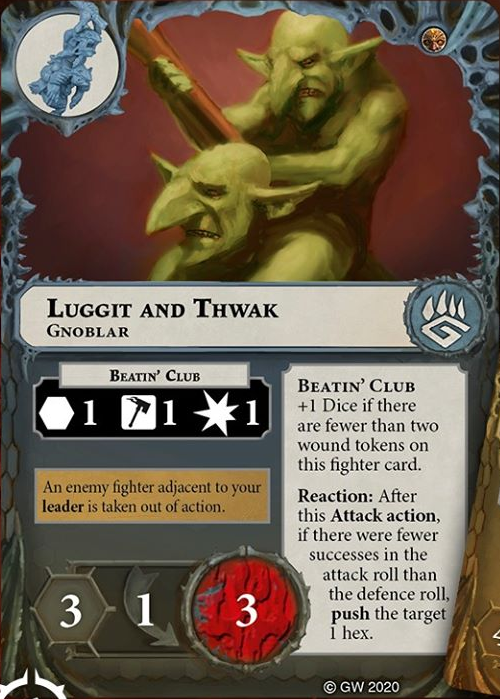 LUGGIT AND THWAK
GNOBLAR
BEATIN' CLUB
1 1 1
An enemy fighter adjacent to your
leader is taken out of action.
BEATIN' CLUB
+1 Dice if there
are fewer than two
wound tokens on
this fighter card.
Reaction: After
this Attack action,
if there were fewer
successes in the
attack roll than
the defence roll,
push the target
1 hex.
3 1 3
© GW 2020